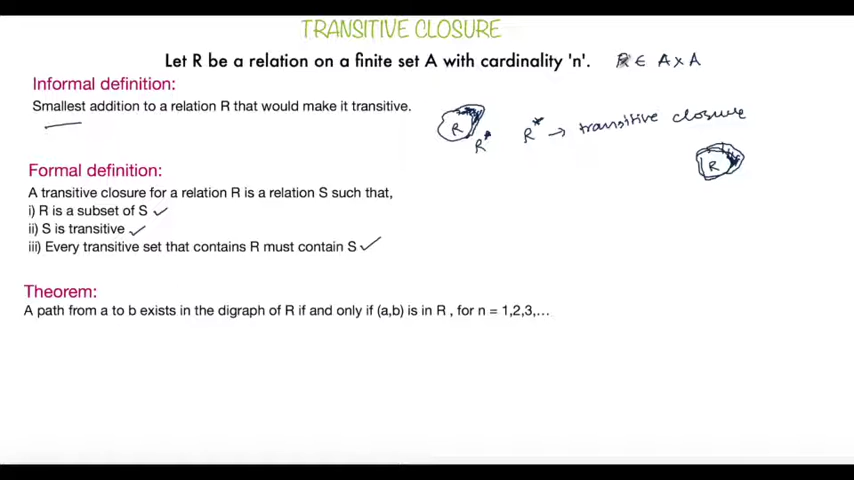 TRANSITIVE CLOSURE
Let R be a relation on a finite set A with cardinality 'n'. R ∈ A × A
Informal definition:
Smallest addition to a relation R that would make it transitive.
R R* R* → transitive closure
R
Formal definition:
A transitive closure for a relation R is a relation S such that,
i) R is a subset of S
ii) S is transitive
iii) Every transitive set that contains R must contain S
Theorem:
A path from a to b exists in the digraph of R if and only if (a,b) is in R , for n = 1,2,3,...